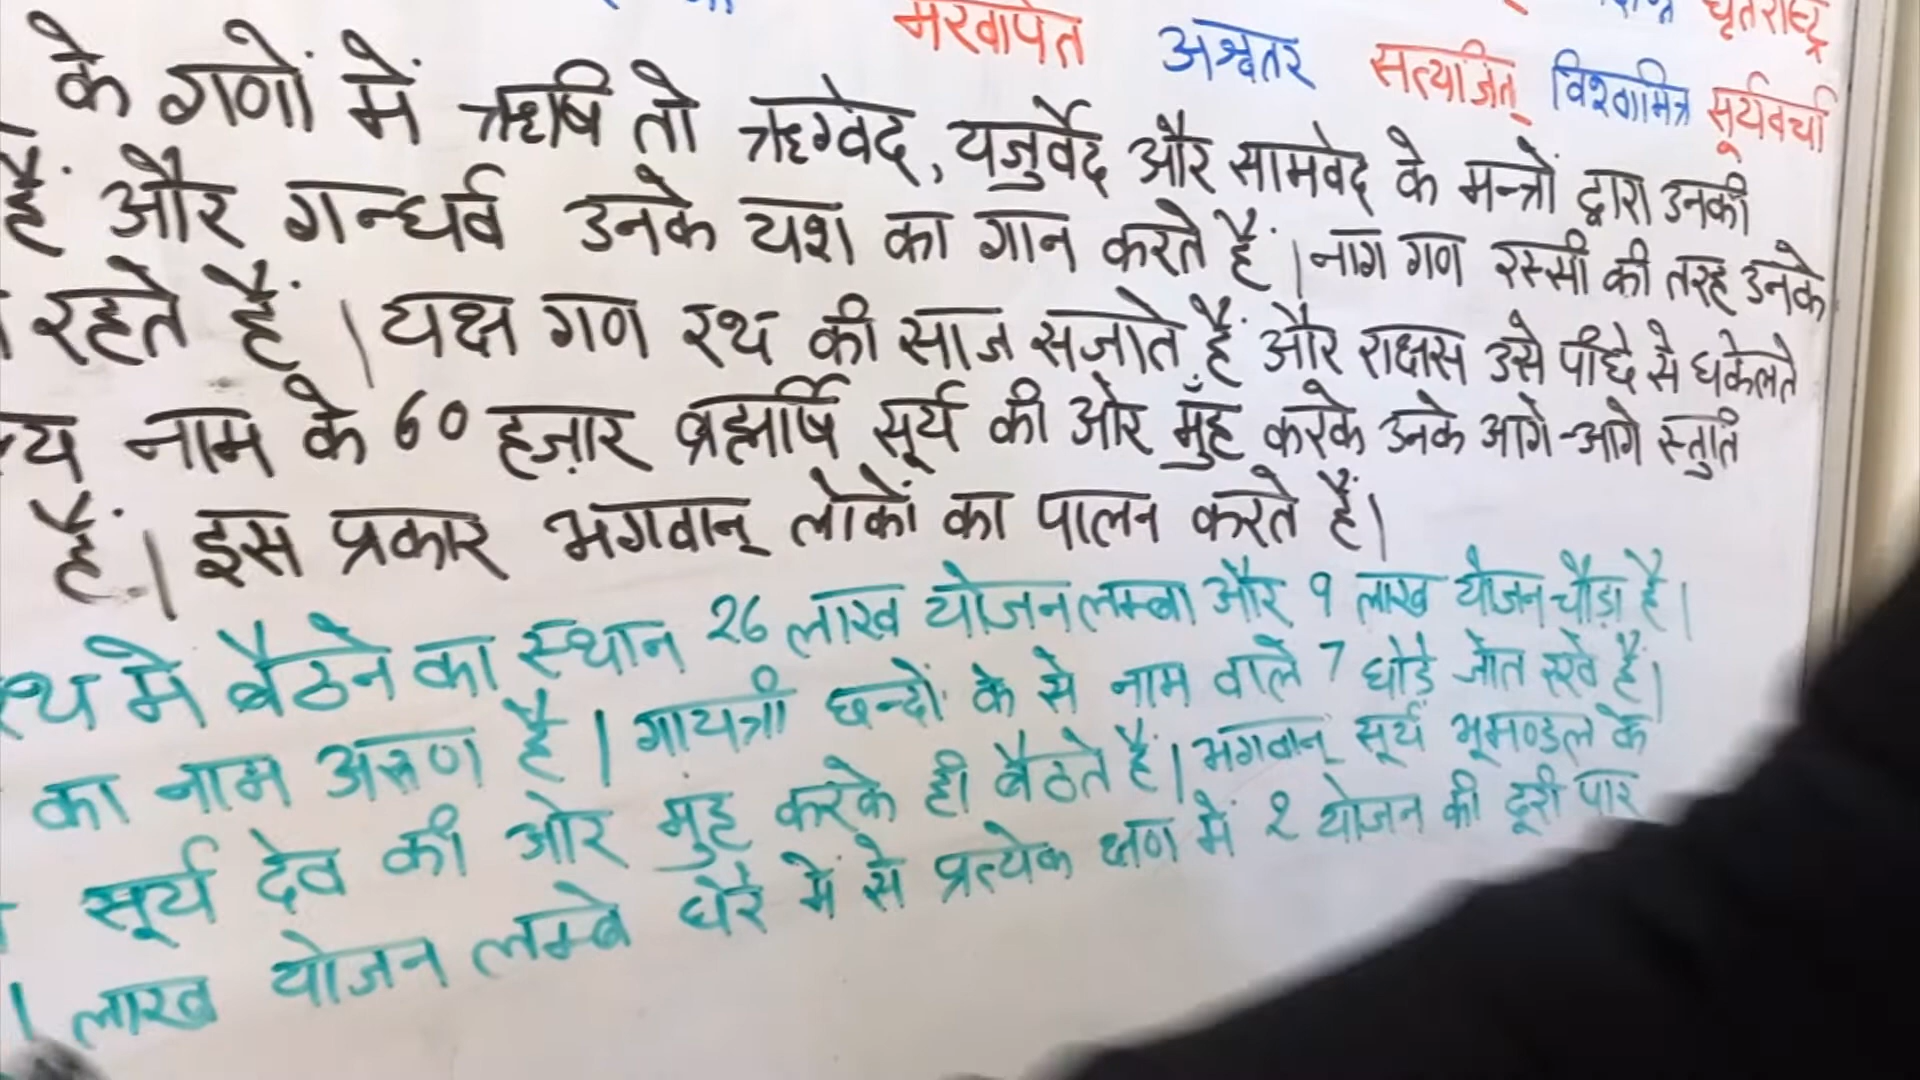 मखापेत अश्वतर सत्यजित् विश्वामित्र सूर्यवर्चा धृतराष्ट्र
के गणों में ऋषि तो ऋग्वेद, यजुर्वेद और सामवेद के मन्त्रों द्वारा उनकी
हैं और गन्धर्व उनके यश का गान करते हैं। नाग गण रस्सी की तरह उनके
रहते हैं। यक्ष गण रथ की साज सजाते हैं और राक्षस उसे पीछे से धकेलते
नाम के 60 हज़ार ब्रह्मर्षि सूर्य की ओर मुँह करके उनके आगे-आगे स्तुति
हैं। इस प्रकार भगवान् लोकों का पालन करते हैं।
में बैठने का स्थान 26 लाख योजन लम्बा और 9 लाख योजन चौड़ा है।
का नाम अरुण है। गायत्री छन्दों के से नाम वाले 7 घोड़े जोत रखे हैं।
सूर्य देव की ओर मुंह करके ही बैठते हैं। भगवान् सूर्य भूमण्डल के
लाख योजन लम्बे घेरे में से प्रत्येक क्षण में 2 योजन की दूरी पार